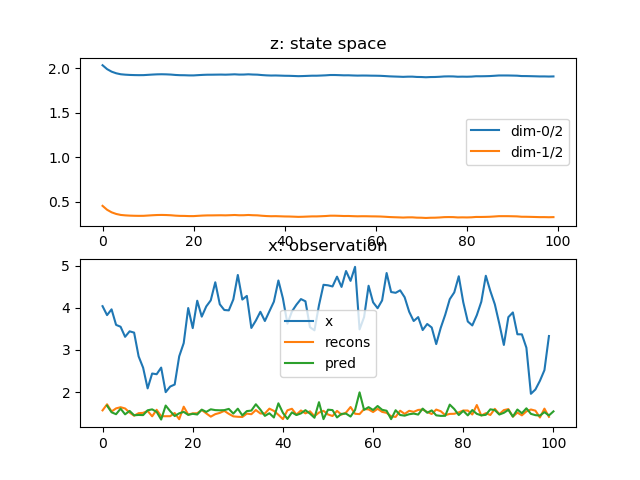 z: state space
2.0
1.5
1.0
0.5
dim-0/2
dim-1/2
0 20 40 60 80 100
x: observation
5
4
3
2
x
recons
pred
0 20 40 60 80 100